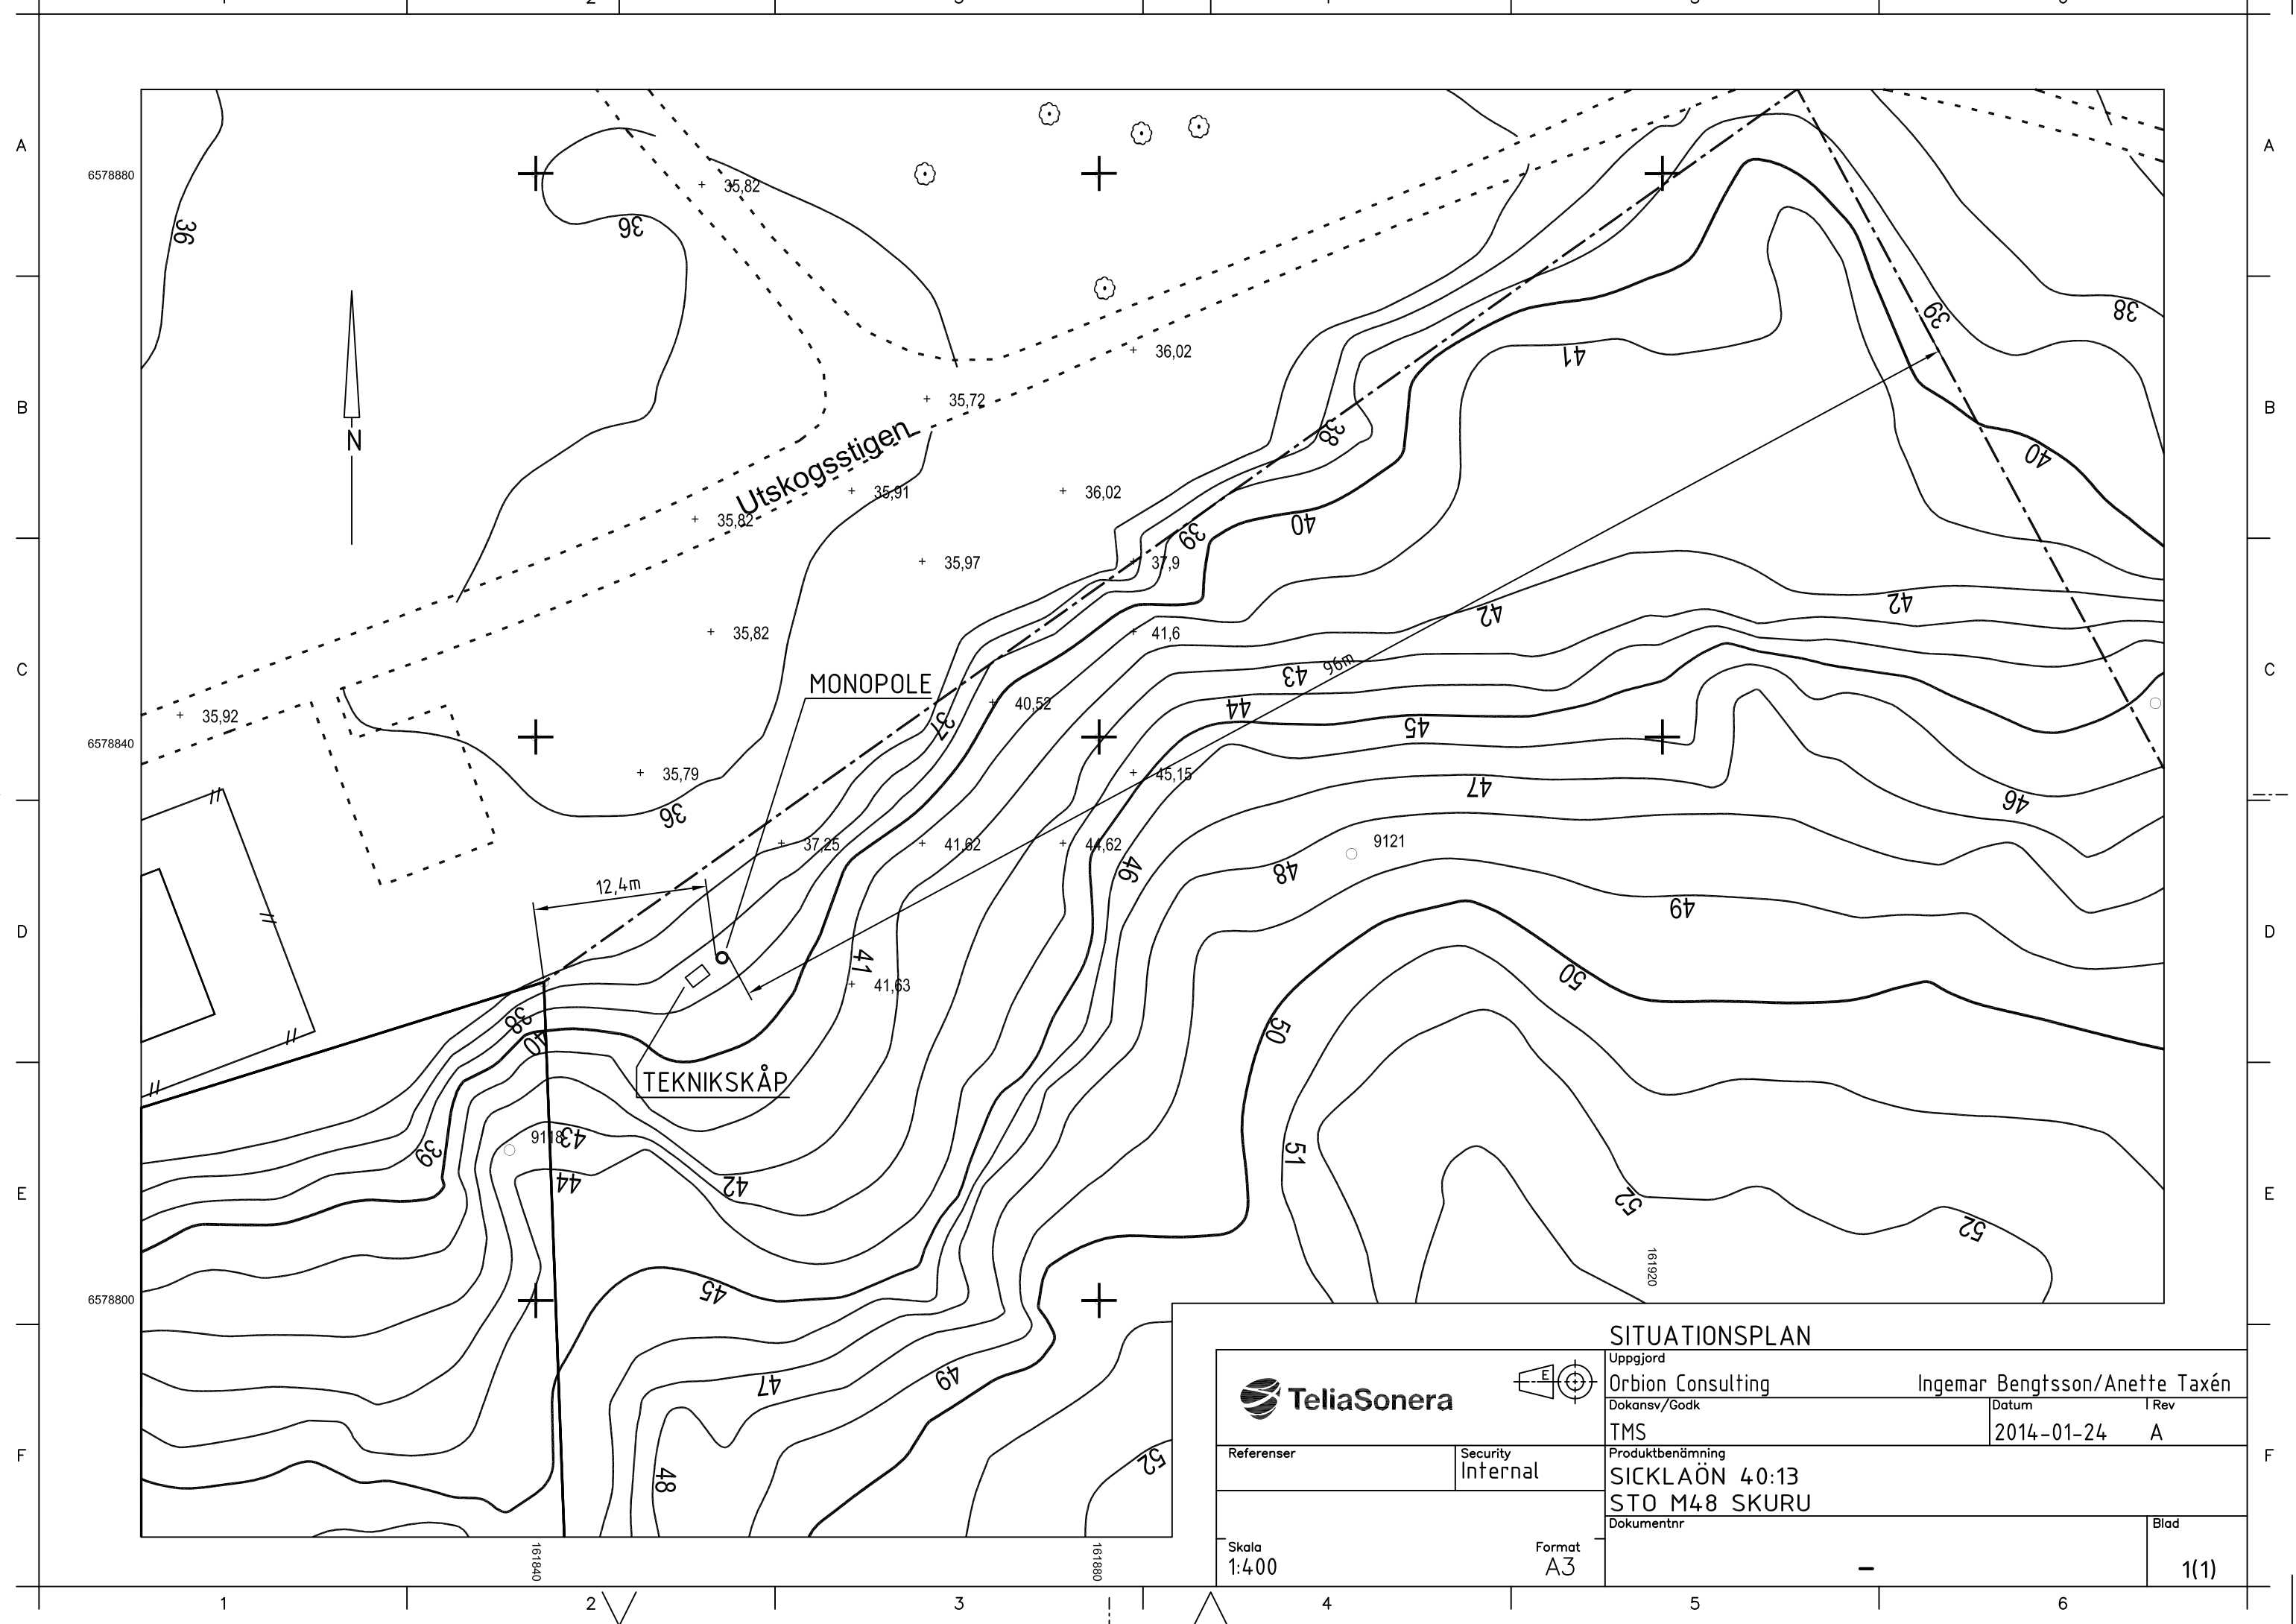 A
A
6578880
35,82
36
36
36,02
39
38
41
B
N
35,72
B
38
40
Utskogsstigen
35,91
36,02
35,82
40
39
35,97
37,9
35,82
41,6
42
42
C
43
96m
C
MONOPOLE
40,52
35,92
44
37
45
6578840
35,79
45,15
47
46
36
37,25
41,62
44,62
9121
46
48
12,4m
49
D
D
41
50
41,63
38
40
50
TEKNIKSKÅP
9118
43
39
51
44
42
E
52
E
52
161920
45
6578800
SITUATIONSPLAN
Uppgjord
Orbion Consulting
Ingemar Bengtsson/Anette Taxén
E
TeliaSonera
47
49
Dokansv/Godk
Datum
Rev
TMS
2014-01-24
A
F
Referenser
Security
Internal
Produktbenämning
SICKLAÖN 40:13
STO M48 SKURU
F
52
48
Dokumentnr
Blad
Skala
1:400
Format
A3
–
1(1)
161840
161880
1
2
3
4
5
6